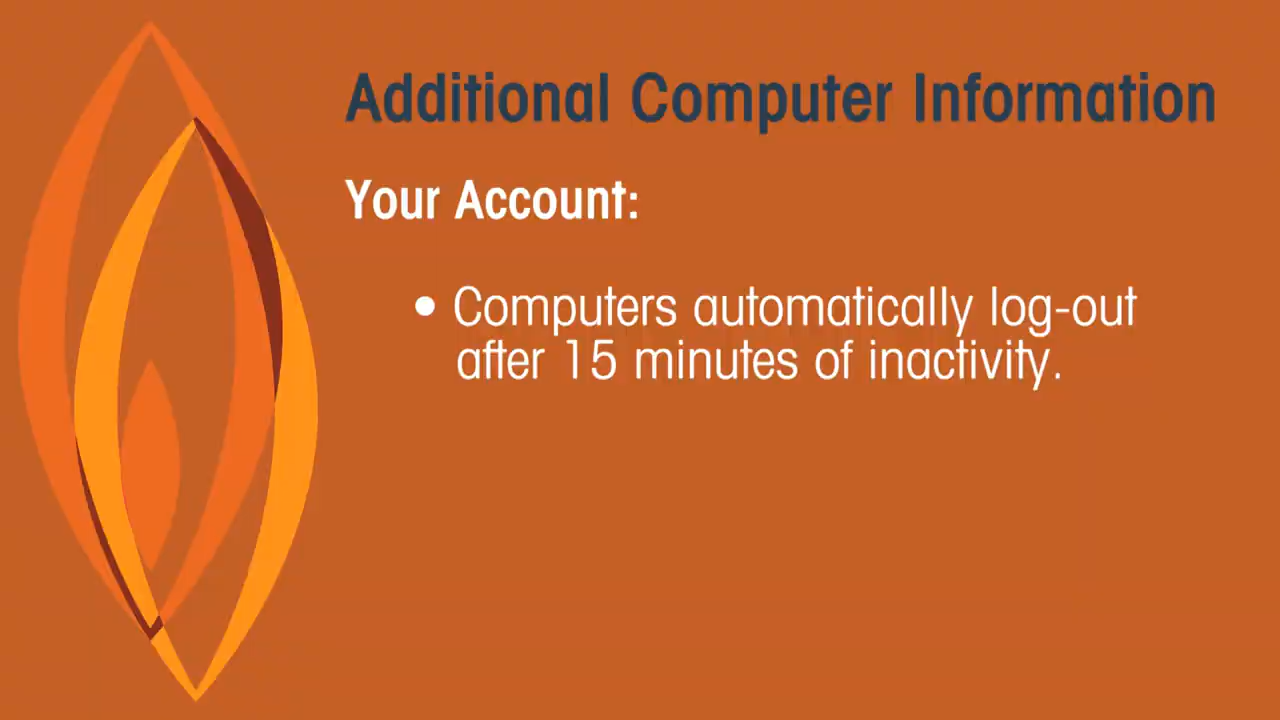 Additional Computer Information
Your Account:
• Computers automatically log-out
after 15 minutes of inactivity.